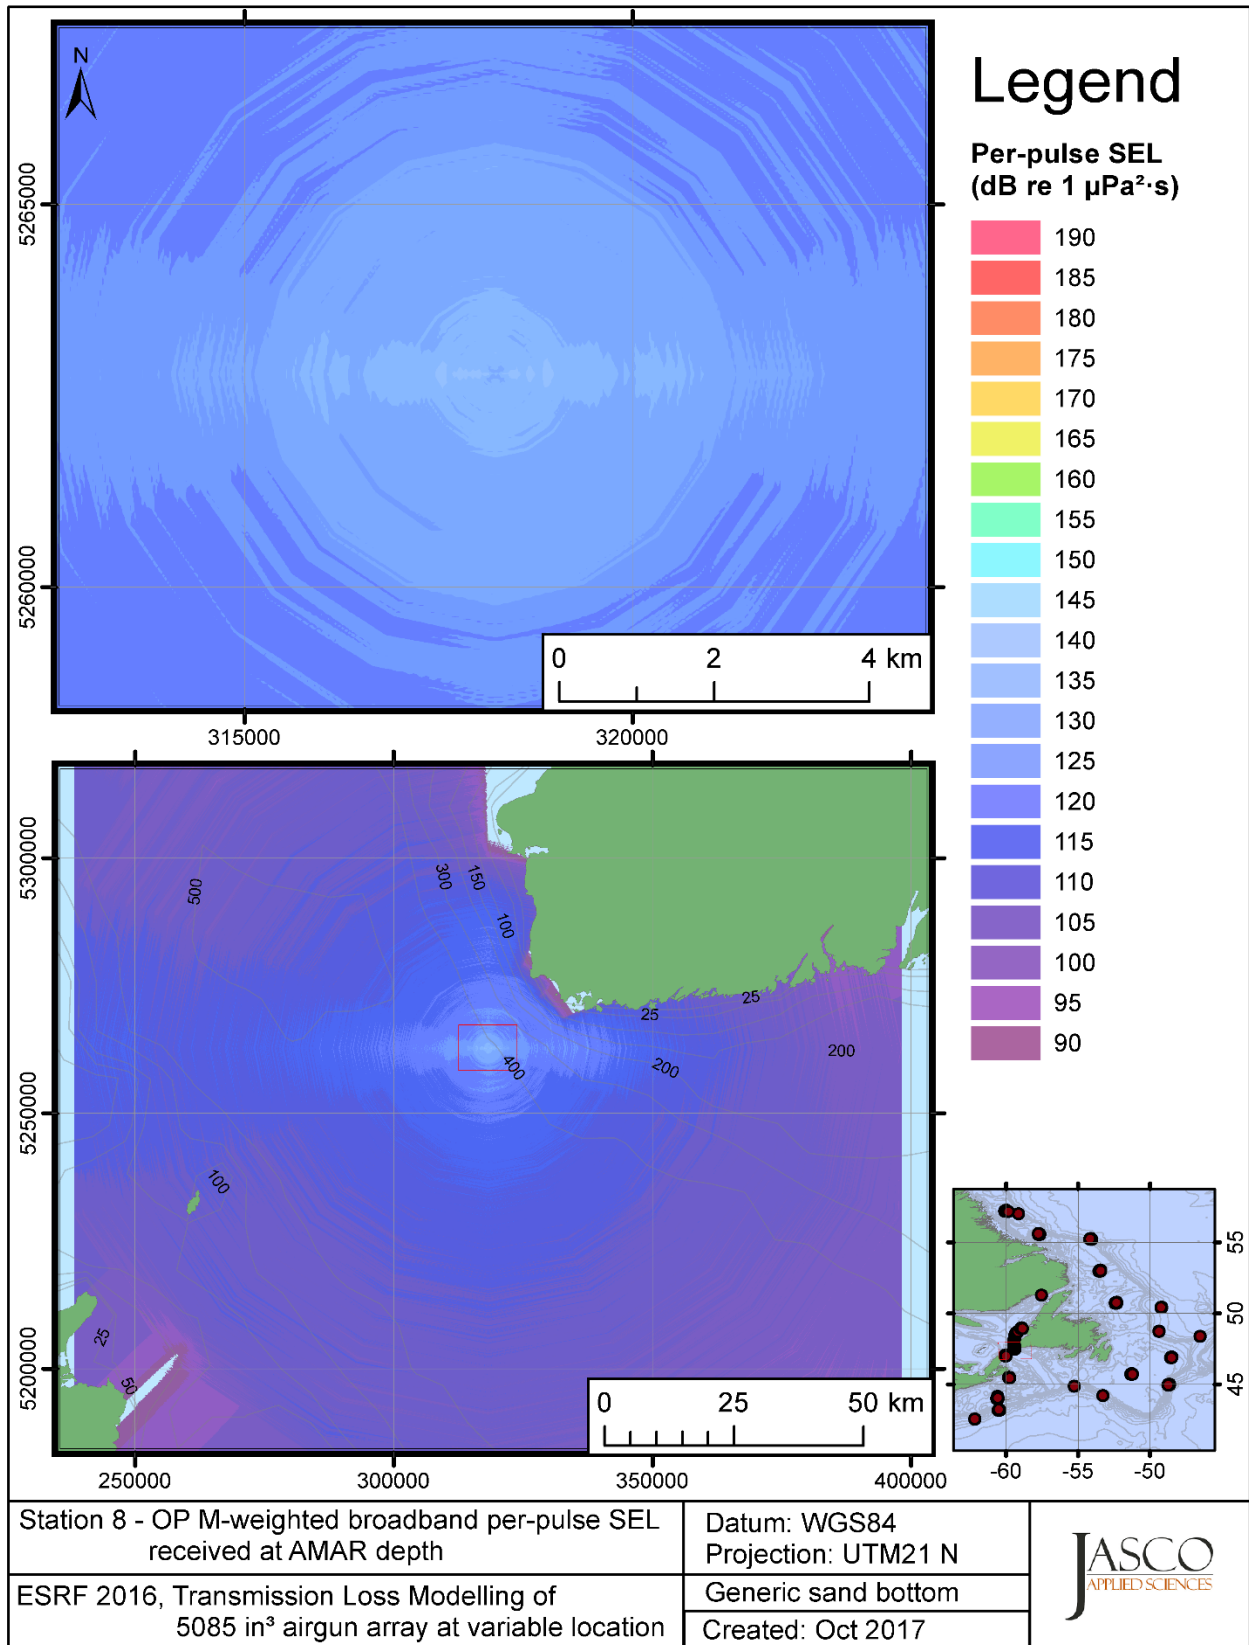 N
5265000
5260000
0 2 4 km
315000 320000
Legend
Per-pulse SEL
(dB re 1 µPa²·s)
190
185
180
175
170
165
160
155
150
145
140
135
130
125
120
115
110
105
100
95
90
5300000
5250000
5200000
500
300
150
100
25
25
200
200
400
100
25
50
0 25 50 km
250000 300000 350000 400000
55
50
45
-60 -55 -50
Station 8 - OP M-weighted broadband per-pulse SEL
received at AMAR depth
ESRF 2016, Transmission Loss Modelling of
5085 in³ airgun array at variable location
Datum: WGS84
Projection: UTM21 N
Generic sand bottom
Created: Oct 2017
JASCO
APPLIED SCIENCES